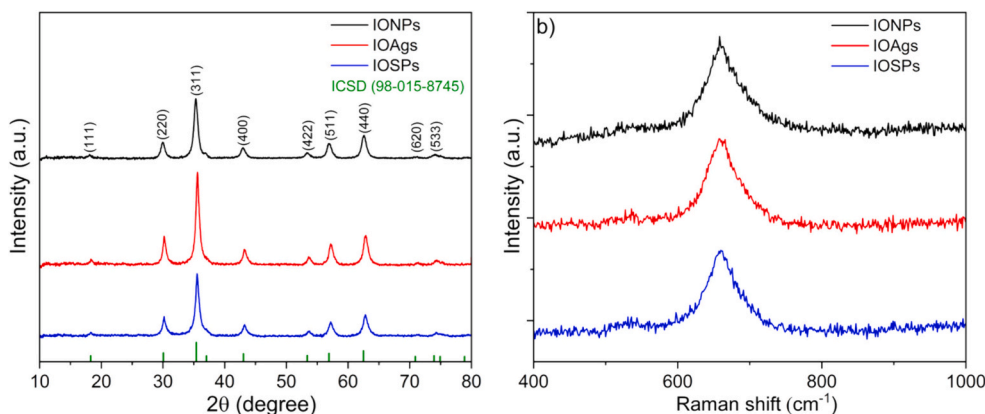 IONPs
IOAgs
IOSPs
ICSD (98-015-8745)
(111)
(220)
(311)
(400)
(422)
(511)
(440)
(620)
(533)
Intensity (a.u.)
10 20 30 40 50 60 70 80
2θ (degree)
b)
IONPs
IOAgs
IOSPs
Intensity (a.u.)
400 600 800 1000
Raman shift (cm⁻¹)